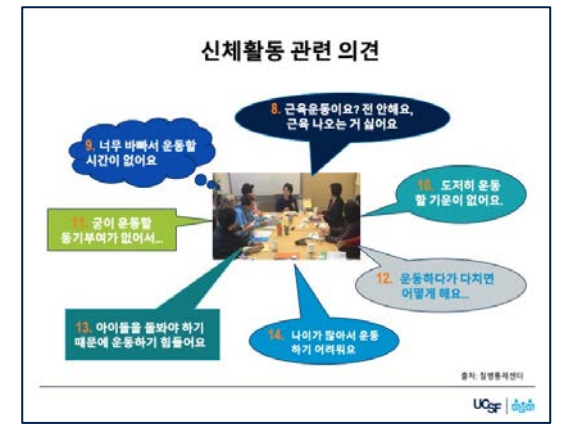 신체활동 관련 의견
8. 근육운동이요? 전 안해요,
근육 나오는 거 싫어요
9. 너무 바빠서 운동할
시간이 없어요
10. 도저히 운동
할 기운이 없어요.
11. 굳이 운동할
동기부여가 없어서...
12. 운동하다가 다치면
어떻게 해요...
13. 아이들을 돌봐야 하기
때문에 운동하기 힘들어요
14. 나이가 많아서 운동
하기 어려워요
출처: 질병통제센터
UCSF